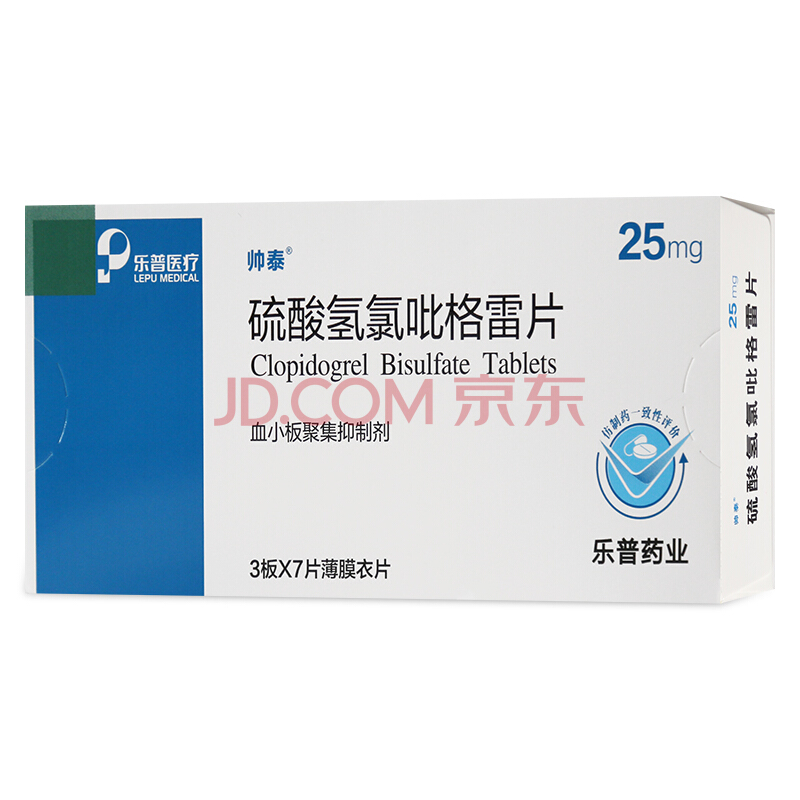 乐普医疗
LEPU MEDICAL
帅泰®
25mg
硫酸氢氯吡格雷片
Clopidogrel Bisulfate Tablets
JD.COM 京东
血小板聚集抑制剂
仿制药一致性评价
乐普药业
3板X7片薄膜衣片
25mg
帅泰®
硫酸氢氯吡格雷片